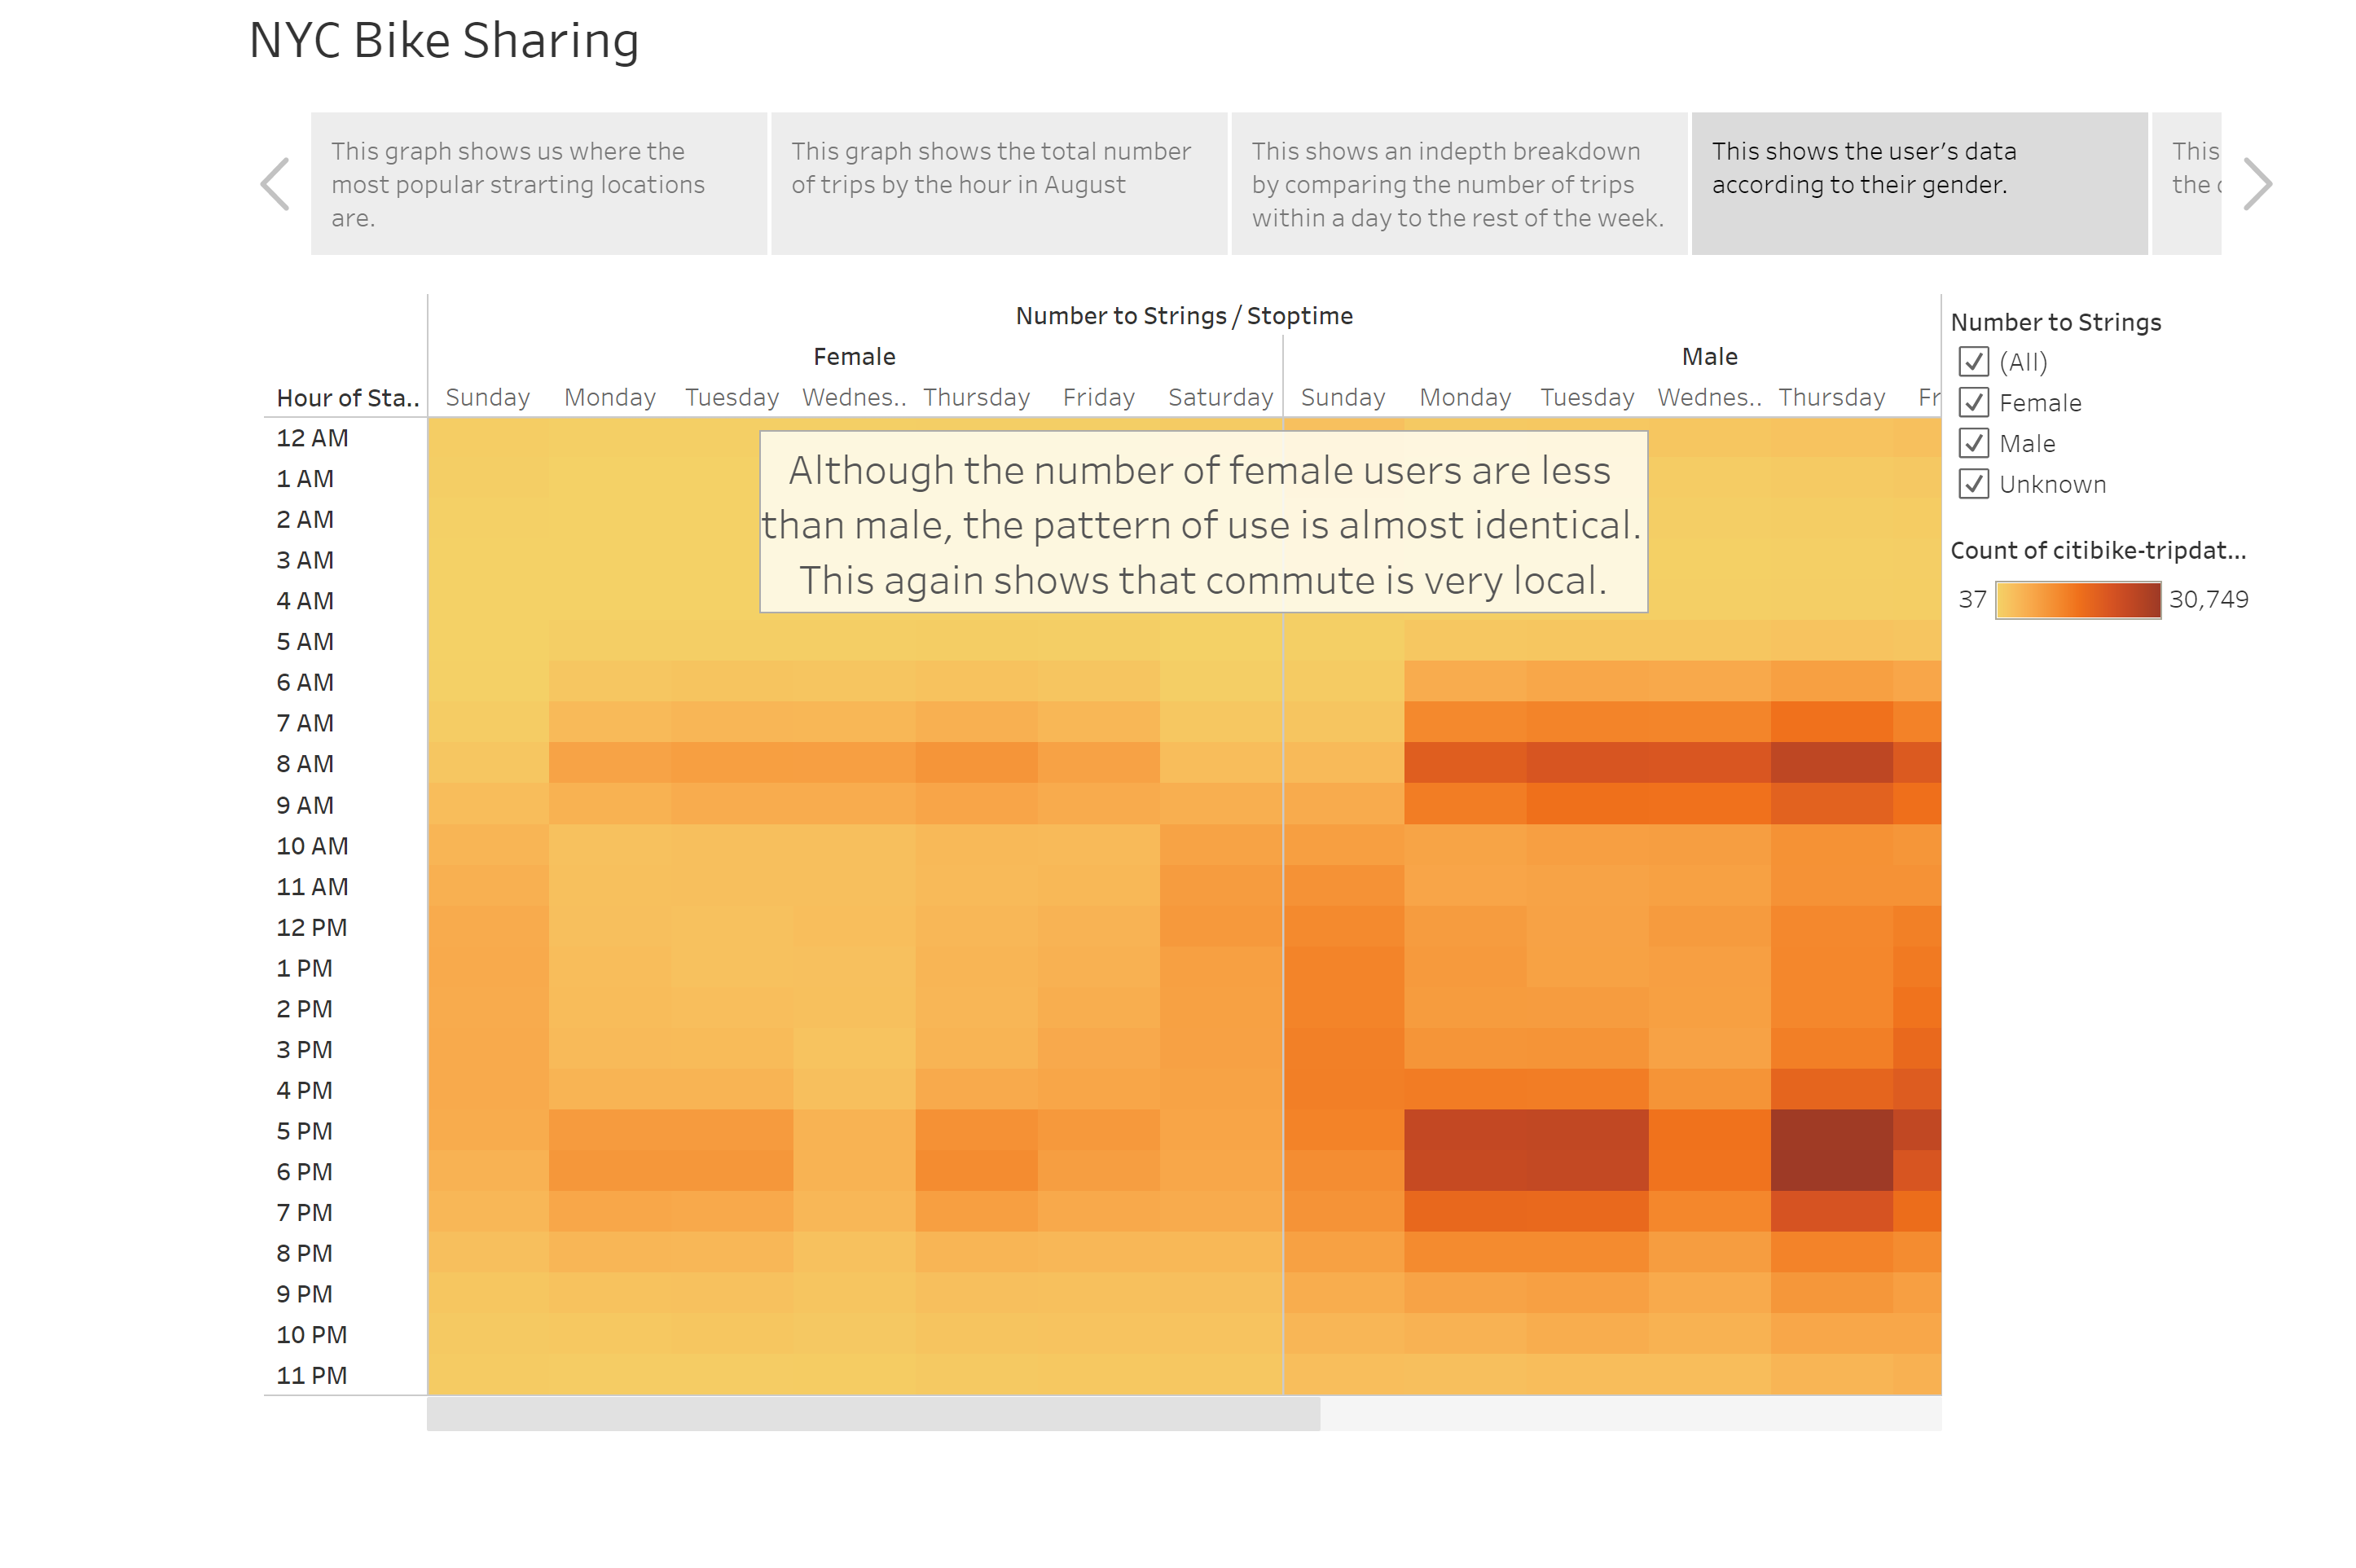 NYC Bike Sharing
This graph shows us where the
most popular strarting locations
are.
This graph shows the total number
of trips by the hour in August
This shows an indepth breakdown
by comparing the number of trips
within a day to the rest of the week.
This shows the user’s data
according to their gender.
This
the
Number to Strings / Stoptime
Female Male
Hour of Sta.. Sunday Monday Tuesday Wednes.. Thursday Friday Saturday Sunday Monday Tuesday Wednes.. Thursday Fr
12 AM
1 AM
2 AM
3 AM
4 AM
5 AM
6 AM
7 AM
8 AM
9 AM
10 AM
11 AM
12 PM
1 PM
2 PM
3 PM
4 PM
5 PM
6 PM
7 PM
8 PM
9 PM
10 PM
11 PM
Although the number of female users are less
than male, the pattern of use is almost identical.
This again shows that commute is very local.
Number to Strings
(All)
Female
Male
Unknown
Count of citibike-tripdat...
37 30,749